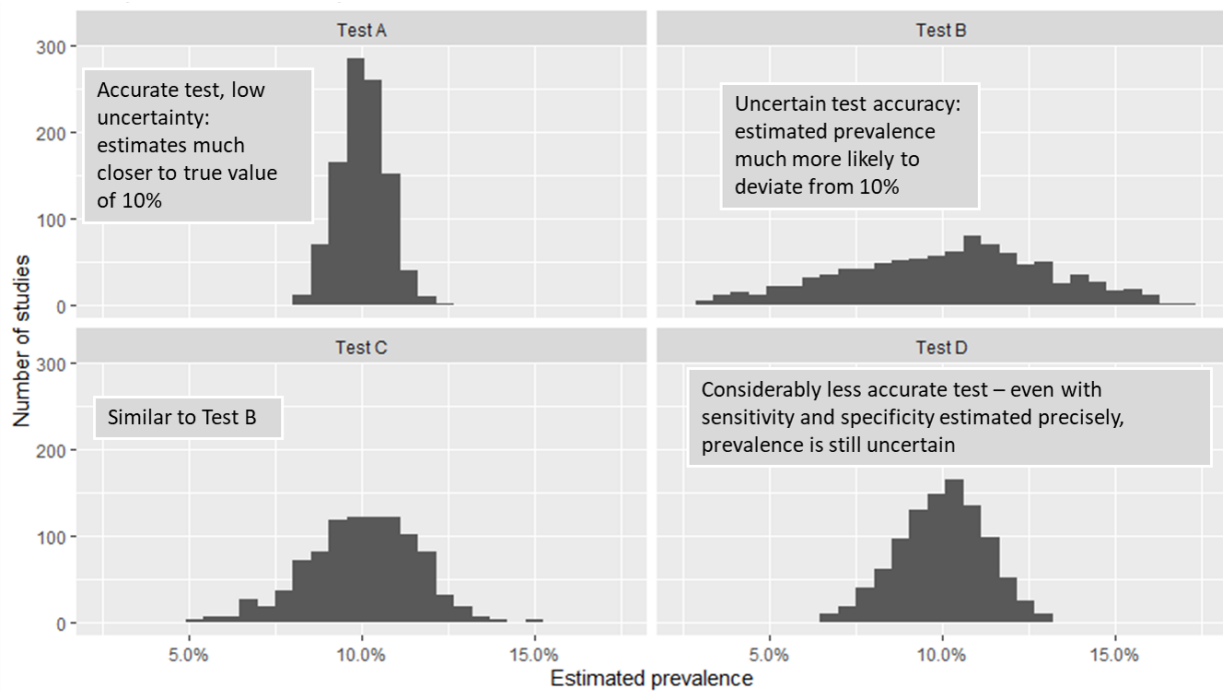 Test A
Test B
300
200
100
0
Accurate test, low
uncertainty:
estimates much
closer to true value
of 10%
Uncertain test accuracy:
estimated prevalence
much more likely to
deviate from 10%
Number of studies
Test C
Test D
300
200
100
0
Similar to Test B
Considerably less accurate test – even with
sensitivity and specificity estimated precisely,
prevalence is still uncertain
5.0%
10.0%
15.0%
5.0%
10.0%
15.0%
Estimated prevalence